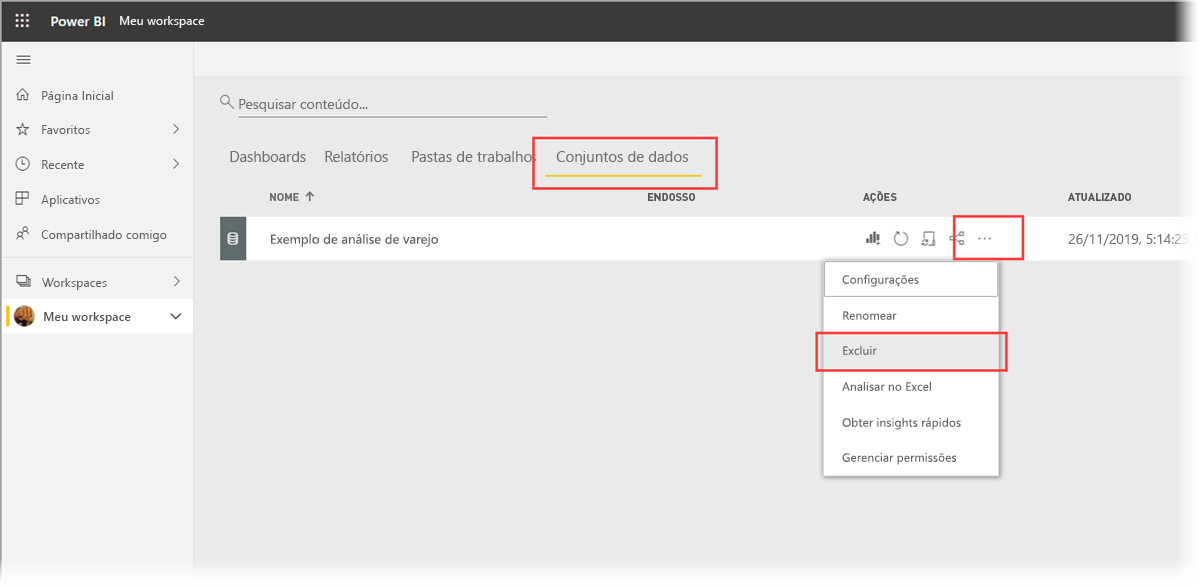 Power BI Meu workspace
Página Inicial
Favoritos
Recente
Aplicativos
Compartilhado comigo
Workspaces
Meu workspace
Pesquisar conteúdo...
Dashboards Relatórios Pastas de trabalho Conjuntos de dados
NOME ENDOSSO AÇÕES ATUALIZADO
Exemplo de análise de varejo 26/11/2019, 5:14:23
Configurações
Renomear
Excluir
Analisar no Excel
Obter insights rápidos
Gerenciar permissões